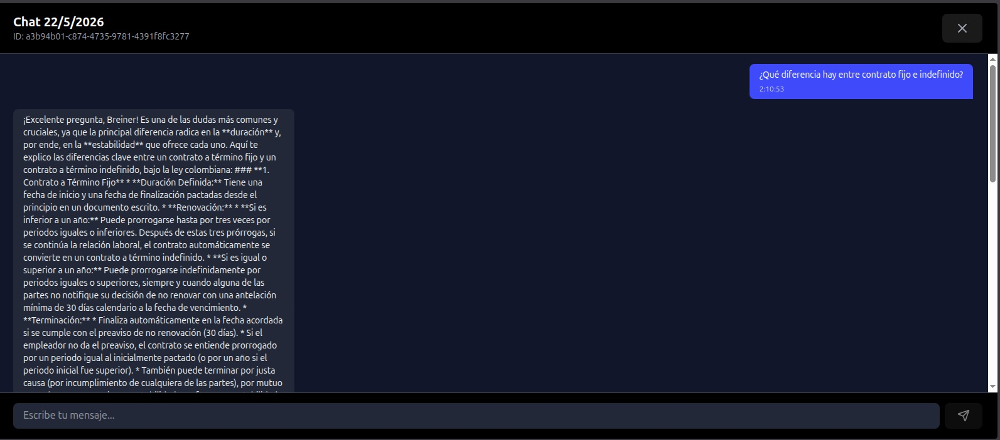 Chat 22/5/2026
ID: a3b94b01-c874-4735-9781-4391f8fc3277
¿Qué diferencia hay entre contrato fijo e indefinido?
2:10:53
¡Excelente pregunta, Breiner! Es una de las dudas más comunes y
cruciales, ya que la principal diferencia radica en la **duración** y,
por ende, en la **estabilidad** que ofrece cada uno. Aquí te
explico las diferencias clave entre un contrato a término fijo y un
contrato a término indefinido, bajo la ley colombiana: ### **1.
Contrato a Término Fijo** * **Duración Definida:** Tiene una
fecha de inicio y una fecha de finalización pactadas desde el
principio en un documento escrito. * **Renovación:** * **Si es
inferior a un año:** Puede prorrogarse hasta por tres veces por
periodos iguales o inferiores. Después de estas tres prórrogas, si
se continúa la relación laboral, el contrato automáticamente se
convierte en un contrato a término indefinido. * **Si es igual o
superior a un año:** Puede prorrogarse indefinidamente por
periodos iguales o superiores, siempre y cuando alguna de las
partes no notifique su decisión de no renovar con una antelación
mínima de 30 días calendario a la fecha de vencimiento. *
**Terminación:** * Finaliza automáticamente en la fecha acordada
si se cumple con el preaviso de no renovación (30 días). * Si el
empleador no da el preaviso, el contrato se entiende prorrogado
por un periodo igual al inicialmente pactado (o por un año si el
periodo inicial fue superior). * También puede terminar por justa
causa (por incumplimiento de cualquiera de las partes), por mutuo
Escribe tu mensaje...